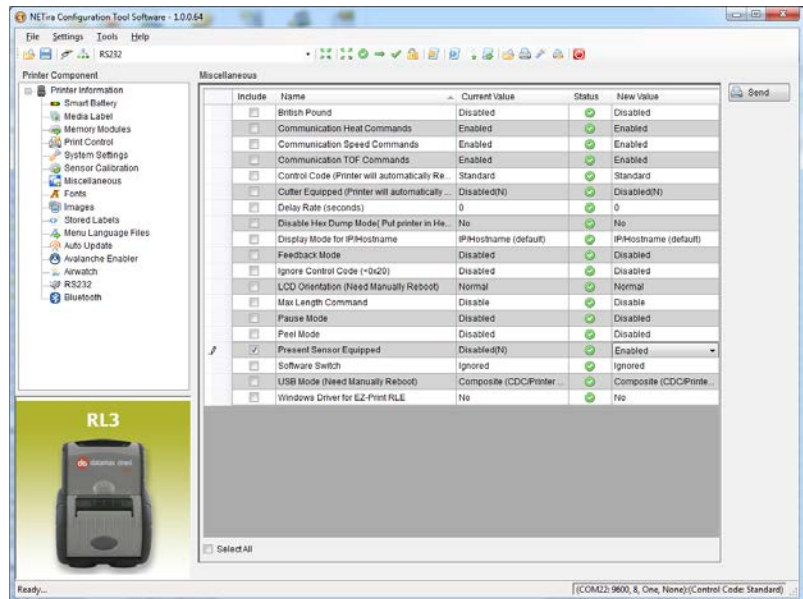 NETira Configuration Tool Software - 1.0.0.64
File Settings Tools Help
RS232
Printer Component
Printer Information
Smart Battery
Media Label
Memory Modules
Print Control
System Settings
Sensor Calibration
Miscellaneous
Fonts
Images
Stored Labels
Menu Language Files
Auto Update
Avalanche Enabler
Airwatch
RS232
Bluetooth
Miscellaneous
Include Name Current Value Status New Value
British Pound Disabled Disabled
Communication Heat Commands Enabled Enabled
Communication Speed Commands Enabled Enabled
Communication TOF Commands Enabled Enabled
Control Code (Printer will automatically Re... Standard Standard
Cutter Equipped (Printer will automatically ... Disabled(N) Disabled(N)
Delay Rate (seconds) 0 0
Disable Hex Dump Mode( Put printer in He... No No
Display Mode for IP/Hostname IP/Hostname (default) IP/Hostname (default)
Feedback Mode Disabled Disabled
Ignore Control Code (<0x20) Disabled Disabled
LCD Orientation (Need Manually Reboot) Normal Normal
Max Length Command Disable Disable
Pause Mode Disabled Disabled
Peel Mode Disabled Disabled
Present Sensor Equipped Disabled(N) Enabled
Software Switch Ignored Ignored
USB Mode (Need Manually Reboot) Composite (CDC/Printer ... Composite (CDC/Printe...
Windows Driver for EZ-Print RLE No No
Send
RL3
datamax oneil
Select All
Ready...
(COM22: 9600, 8, One, None):(Control Code: Standard)